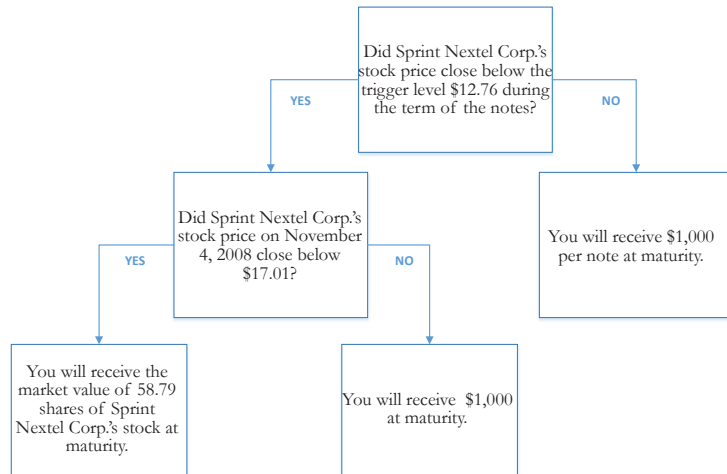 Did Sprint Nextel Corp.'s
stock price close below the
trigger level $12.76 during
the term of the notes?
YES
NO
Did Sprint Nextel Corp.'s
stock price on November
4, 2008 close below
$17.01?
You will receive $1,000
per note at maturity.
YES
NO
You will receive the
market value of 58.79
shares of Sprint
Nextel Corp.'s stock at
maturity.
You will receive $1,000
at maturity.